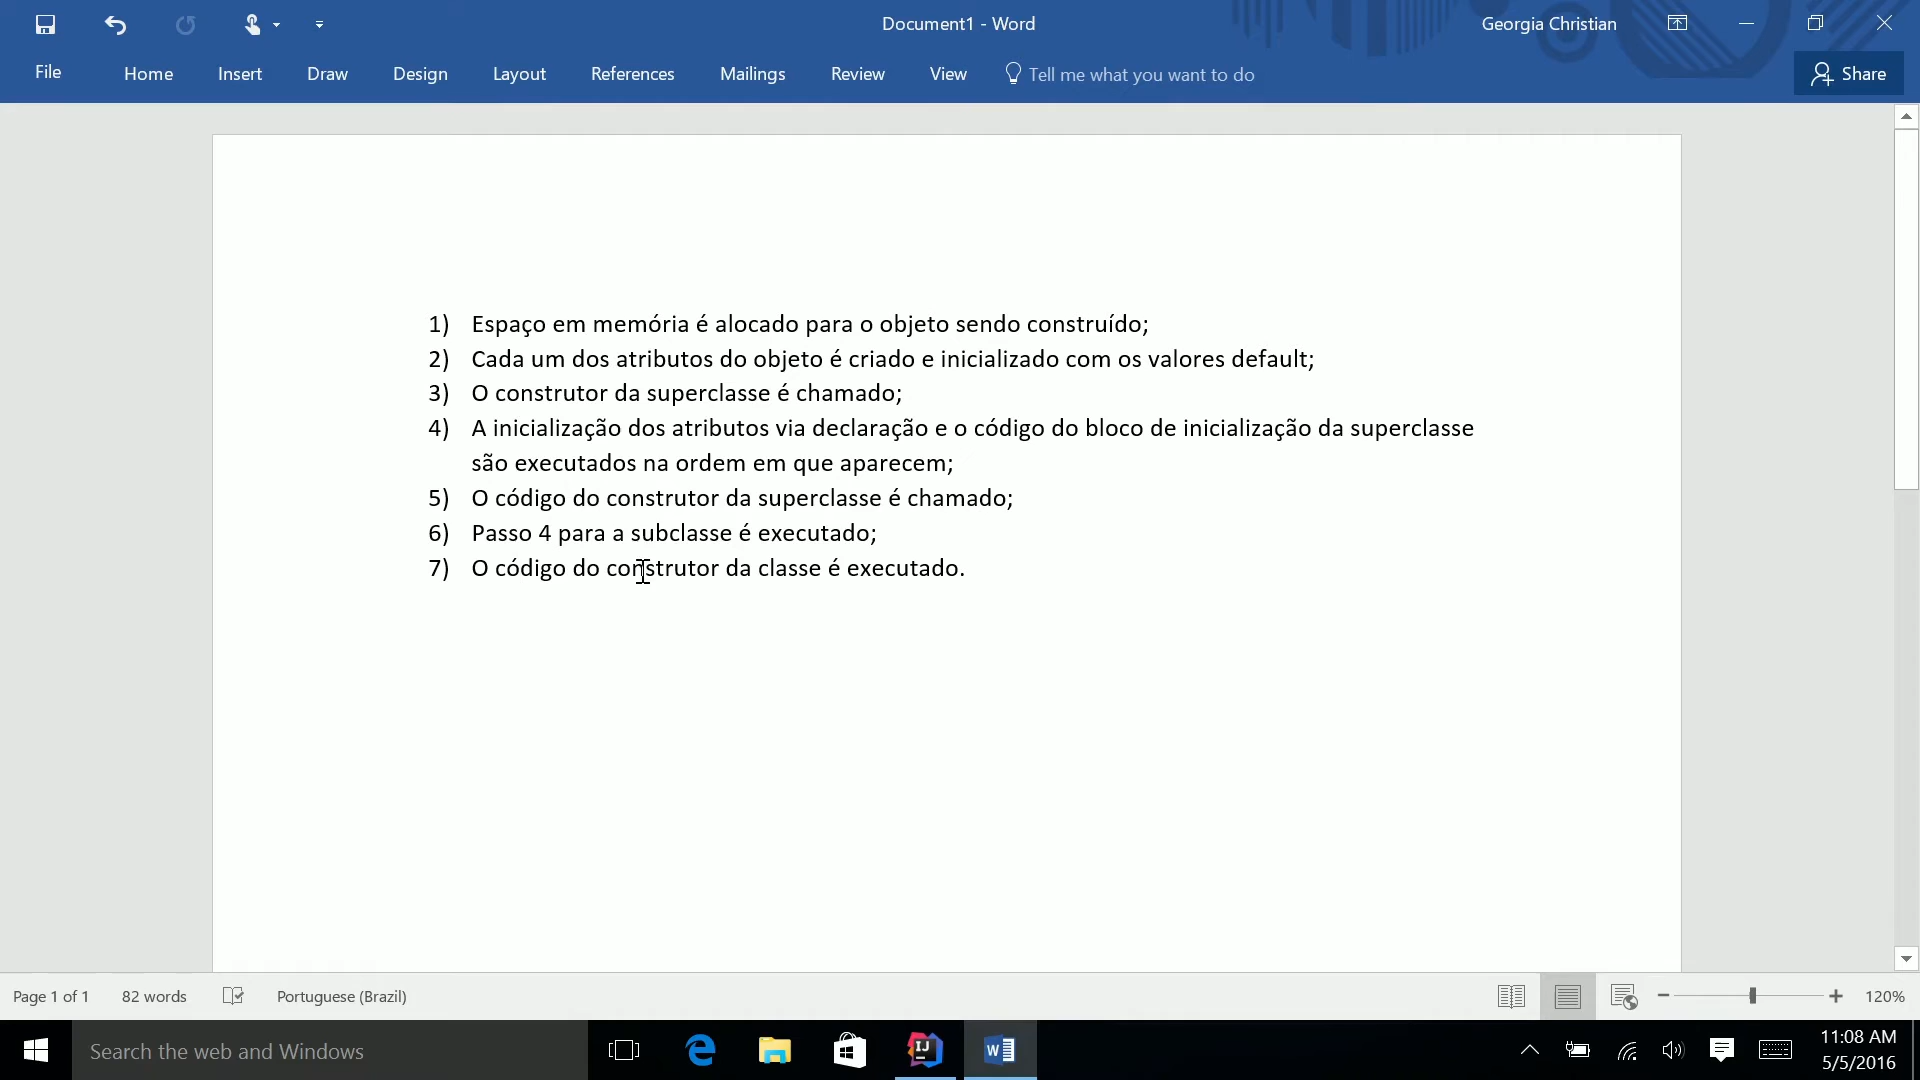 Document1 - Word
Georgia Christian
File Home Insert Draw Design Layout References Mailings Review View Tell me what you want to do Share
1) Espaço em memória é alocado para o objeto sendo construído;
2) Cada um dos atributos do objeto é criado e inicializado com os valores default;
3) O construtor da superclasse é chamado;
4) A inicialização dos atributos via declaração e o código do bloco de inicialização da superclasse
são executados na ordem em que aparecem;
5) O código do construtor da superclasse é chamado;
6) Passo 4 para a subclasse é executado;
7) O código do construtor da classe é executado.
Page 1 of 1 82 words Portuguese (Brazil) 120%
Search the web and Windows
11:08 AM
5/5/2016